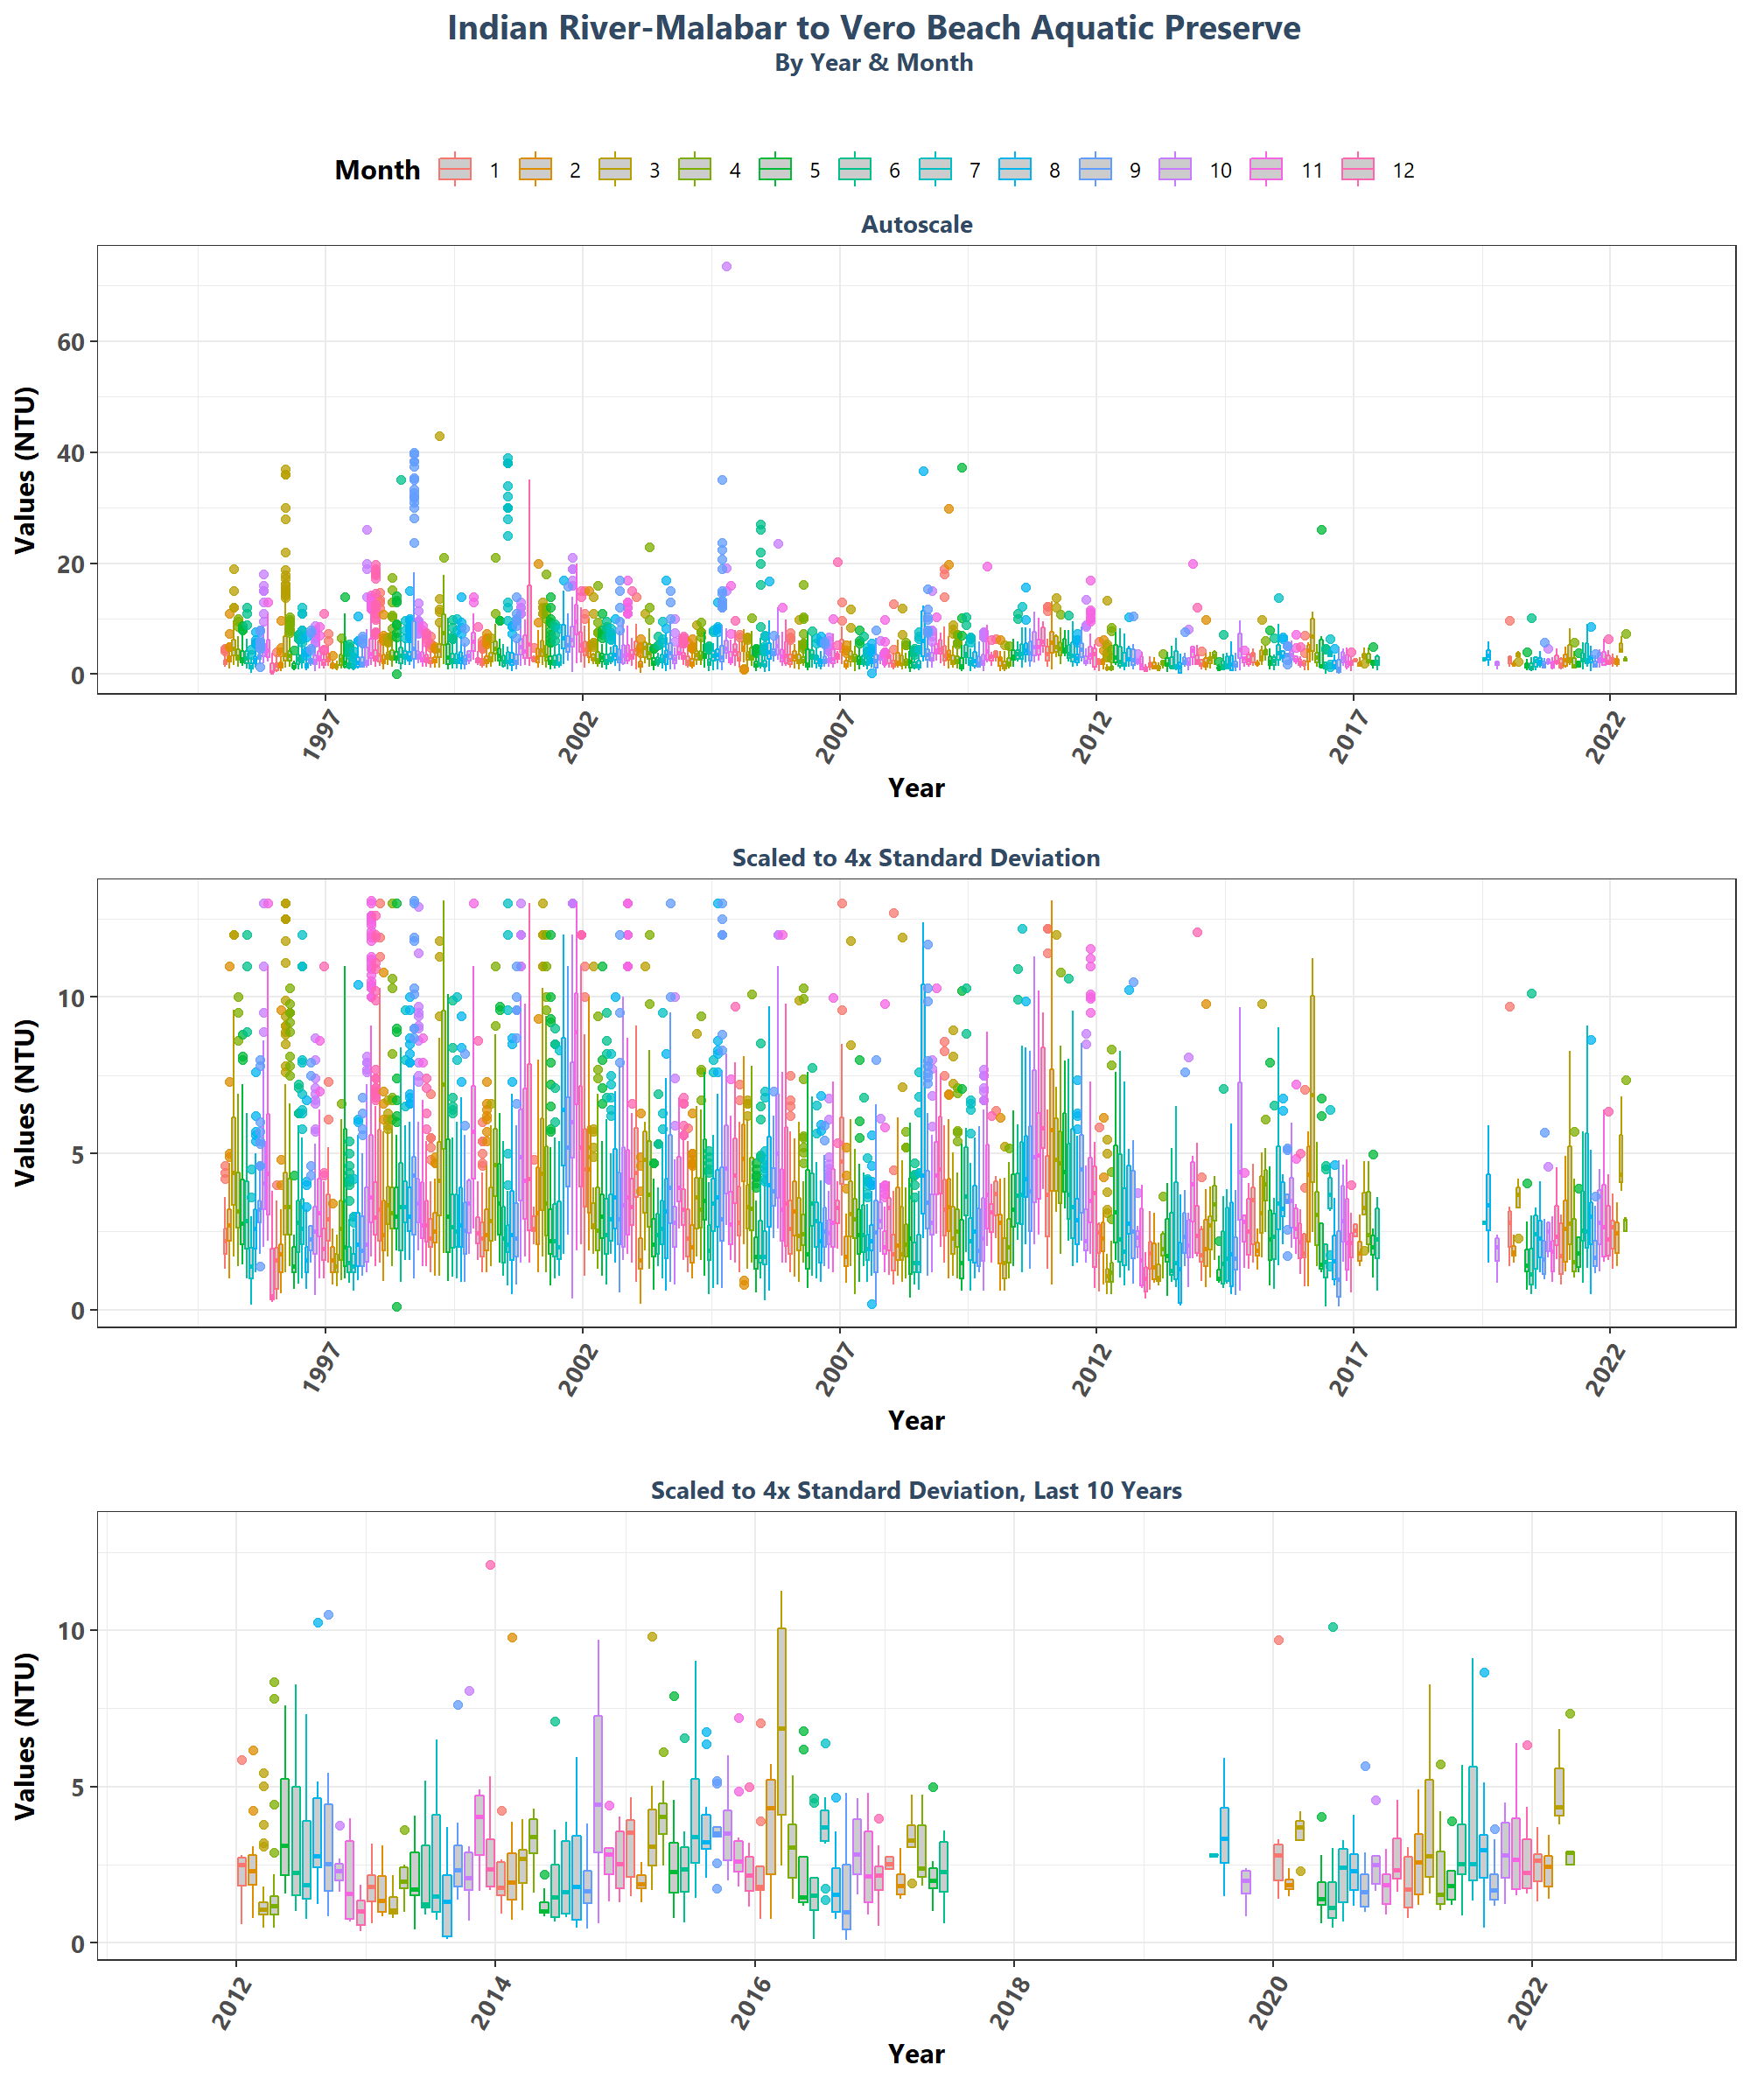 Indian River-Malabar to Vero Beach Aquatic Preserve
By Year & Month
Month 1 2 3 4 5 6 7 8 9 10 11 12
Autoscale
Values (NTU)
60
40
20
0
1997 2002 2007 2012 2017 2022
Year
Scaled to 4x Standard Deviation
Values (NTU)
10
5
0
1997 2002 2007 2012 2017 2022
Year
Scaled to 4x Standard Deviation, Last 10 Years
Values (NTU)
10
5
0
2012 2014 2016 2018 2020 2022
Year